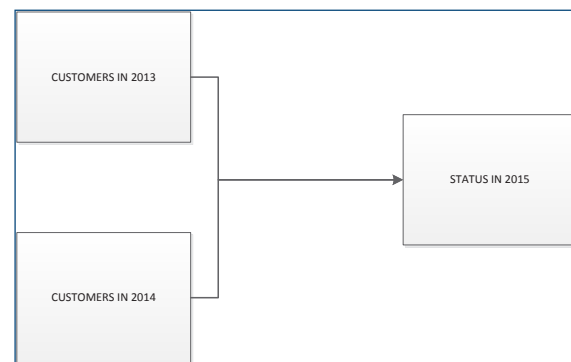 CUSTOMERS IN 2013
STATUS IN 2015
CUSTOMERS IN 2014